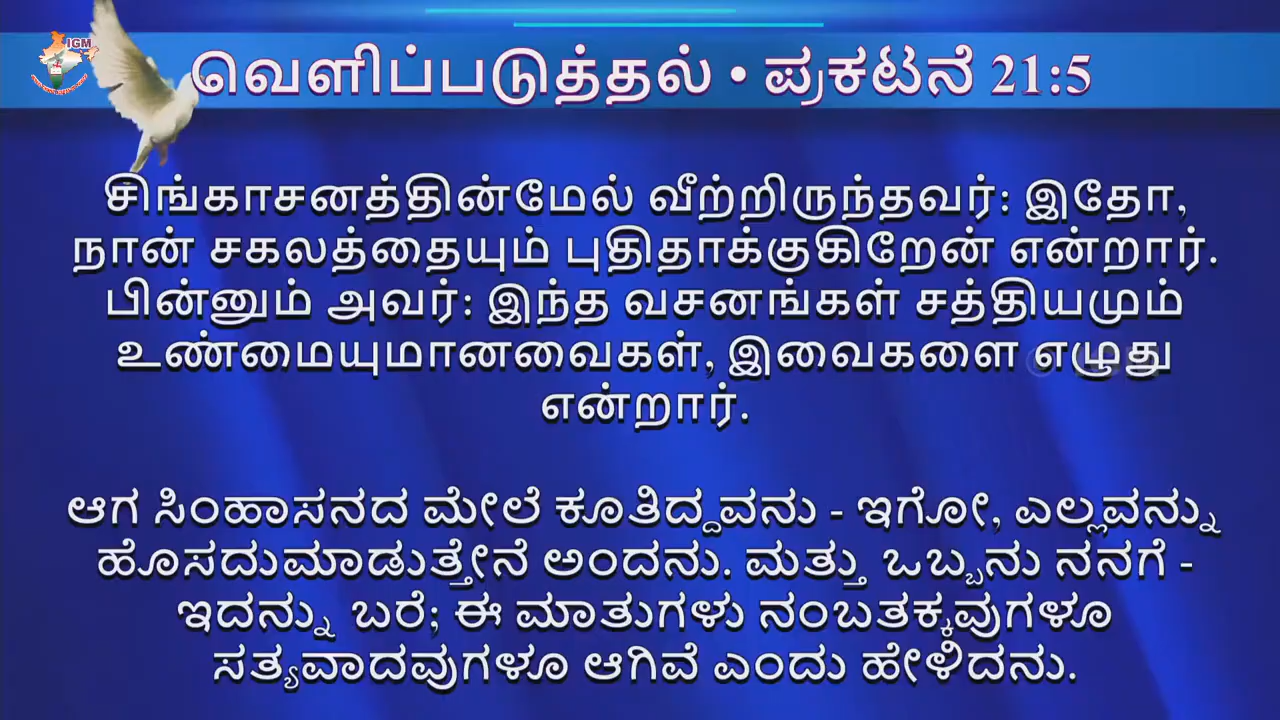 IGM
வெளிப்படுத்தல் • ಪ್ರಕಟನೆ 21:5
சிங்காசனத்தின்மேல் வீற்றிருந்தவர்: இதோ,
நான் சகலத்தையும் புதிதாக்குகிறேன் என்றார்.
பின்னும் அவர்: இந்த வசனங்கள் சத்தியமும்
உண்மையுமானவைகள், இவைகளை எழுது
என்றார்.
ಆಗ ಸಿಂಹಾಸನದ ಮೇಲೆ ಕೂತಿದ್ದವನು - ಇಗೋ, ಎಲ್ಲವನ್ನು
ಹೊಸದುಮಾಡುತ್ತೇನೆ ಅಂದನು. ಮತ್ತು ಒಬ್ಬನು ನನಗೆ -
ಇದನ್ನು ಬರೆ; ಈ ಮಾತುಗಳು ನಂಬತಕ್ಕವುಗಳೂ
ಸತ್ಯವಾದವುಗಳೂ ಆಗಿವೆ ಎಂದು ಹೇಳಿದನು.